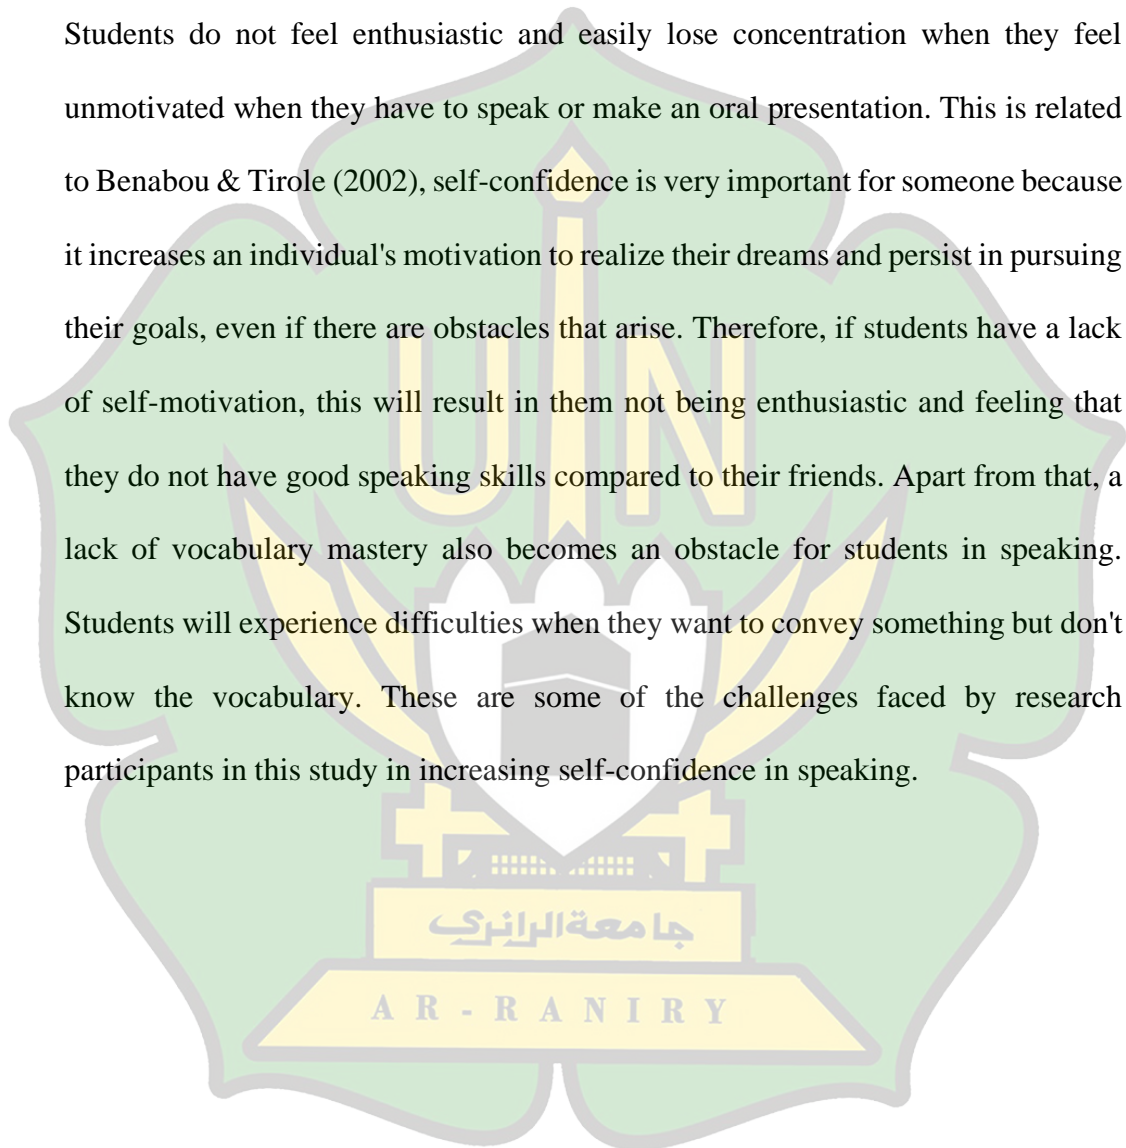 Students do not feel enthusiastic and easily lose concentration when they feel
unmotivated when they have to speak or make an oral presentation. This is related
to Benabou & Tirole (2002), self-confidence is very important for someone because
it increases an individual's motivation to realize their dreams and persist in pursuing
their goals, even if there are obstacles that arise. Therefore, if students have a lack
of self-motivation, this will result in them not being enthusiastic and feeling that
they do not have good speaking skills compared to their friends. Apart from that, a
lack of vocabulary mastery also becomes an obstacle for students in speaking.
Students will experience difficulties when they want to convey something but don't
know the vocabulary. These are some of the challenges faced by research
participants in this study in increasing self-confidence in speaking.
UIN
جامعة الرانري
AR-RANIRY